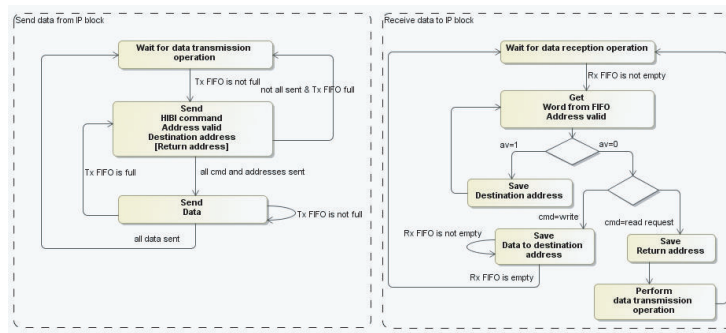 Send data from IP block
Wait for data transmission
operation
Tx FIFO is not full
not all sent & Tx FIFO full
Send
HIBI command
Address valid
Destination address
[Return address]
Tx FIFO is full
all cmd and addresses sent
Send
Data
Tx FIFO is not full
all data sent
Receive data to IP block
Wait for data reception operation
Rx FIFO is not empty
Get
Word from FIFO
Address valid
av=1
av=0
Save
Destination address
cmd=write
cmd=read request
Rx FIFO is not empty
Save
Data to destination
address
Save
Return address
Rx FIFO is empty
Perform
data transmission
operation